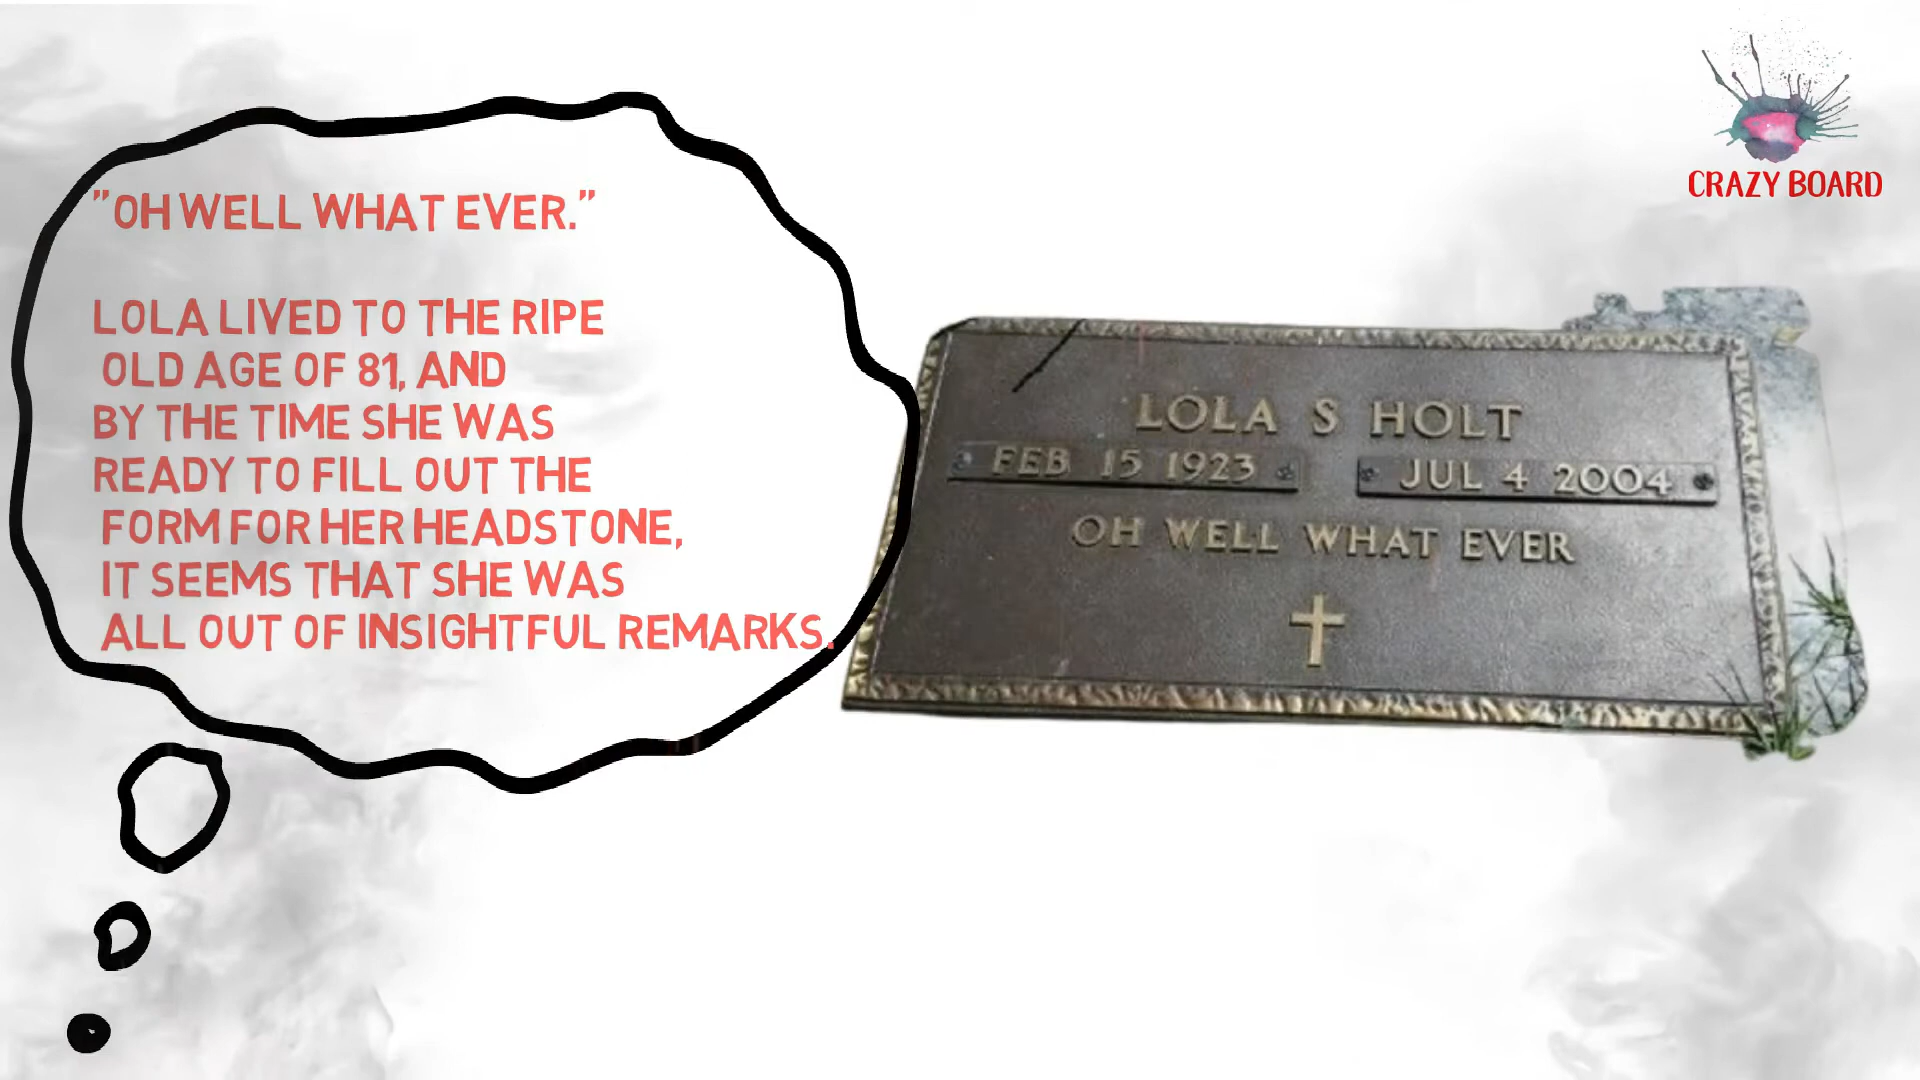 "OH WELL WHAT EVER."
LOLA LIVED TO THE RIPE
OLD AGE OF 81, AND
BY THE TIME SHE WAS
READY TO FILL OUT THE
FORM FOR HER HEADSTONE,
IT SEEMS THAT SHE WAS
ALL OUT OF INSIGHTFUL REMARKS.
CRAZY BOARD
LOLA S HOLT
FEB 15 1923 JUL 4 2004
OH WELL WHAT EVER